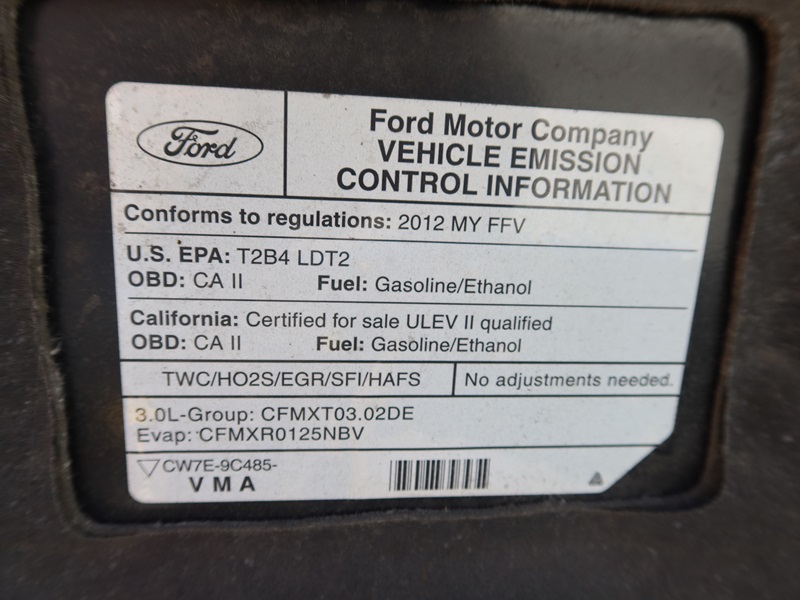 Ford
Ford Motor Company
VEHICLE EMISSION
CONTROL INFORMATION
Conforms to regulations: 2012 MY FFV
U.S. EPA: T2B4 LDT2
OBD: CA II Fuel: Gasoline/Ethanol
California: Certified for sale ULEV II qualified
OBD: CA II Fuel: Gasoline/Ethanol
TWC/HO2S/EGR/SFI/HAFS No adjustments needed.
3.0L-Group: CFMXT03.02DE
Evap: CFMXR0125NBV
CW7E-9C485-
V M A